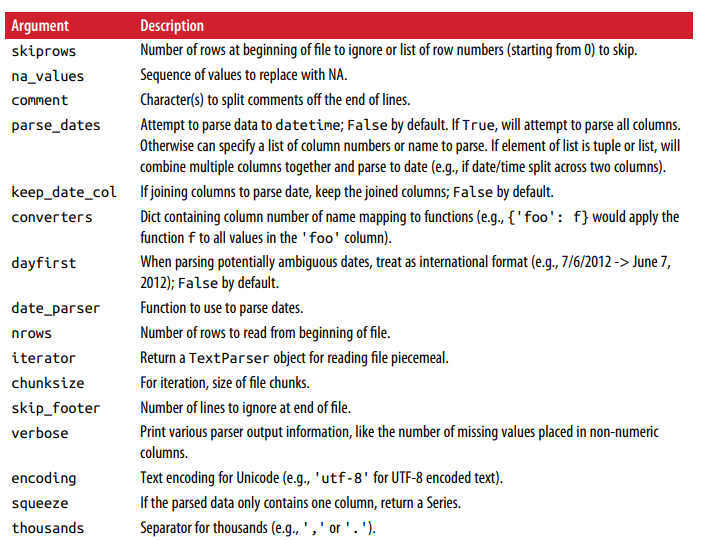 Argument Description
skiprows Number of rows at beginning of file to ignore or list of row numbers (starting from 0) to skip.
na_values Sequence of values to replace with NA.
comment Character(s) to split comments off the end of lines.
parse_dates Attempt to parse data to datetime; False by default. If True, will attempt to parse all columns.
Otherwise can specify a list of column numbers or name to parse. If element of list is tuple or list, will
combine multiple columns together and parse to date (e.g., if date/time split across two columns).
keep_date_col If joining columns to parse date, keep the joined columns; False by default.
converters Dict containing column number of name mapping to functions (e.g., {'foo': f} would apply the
function f to all values in the 'foo' column).
dayfirst When parsing potentially ambiguous dates, treat as international format (e.g., 7/6/2012 -> June 7,
2012); False by default.
date_parser Function to use to parse dates.
nrows Number of rows to read from beginning of file.
iterator Return a TextParser object for reading file piecemeal.
chunksize For iteration, size of file chunks.
skip_footer Number of lines to ignore at end of file.
verbose Print various parser output information, like the number of missing values placed in non-numeric
columns.
encoding Text encoding for Unicode (e.g., 'utf-8' for UTF-8 encoded text).
squeeze If the parsed data only contains one column, return a Series.
thousands Separator for thousands (e.g., ',' or '.').